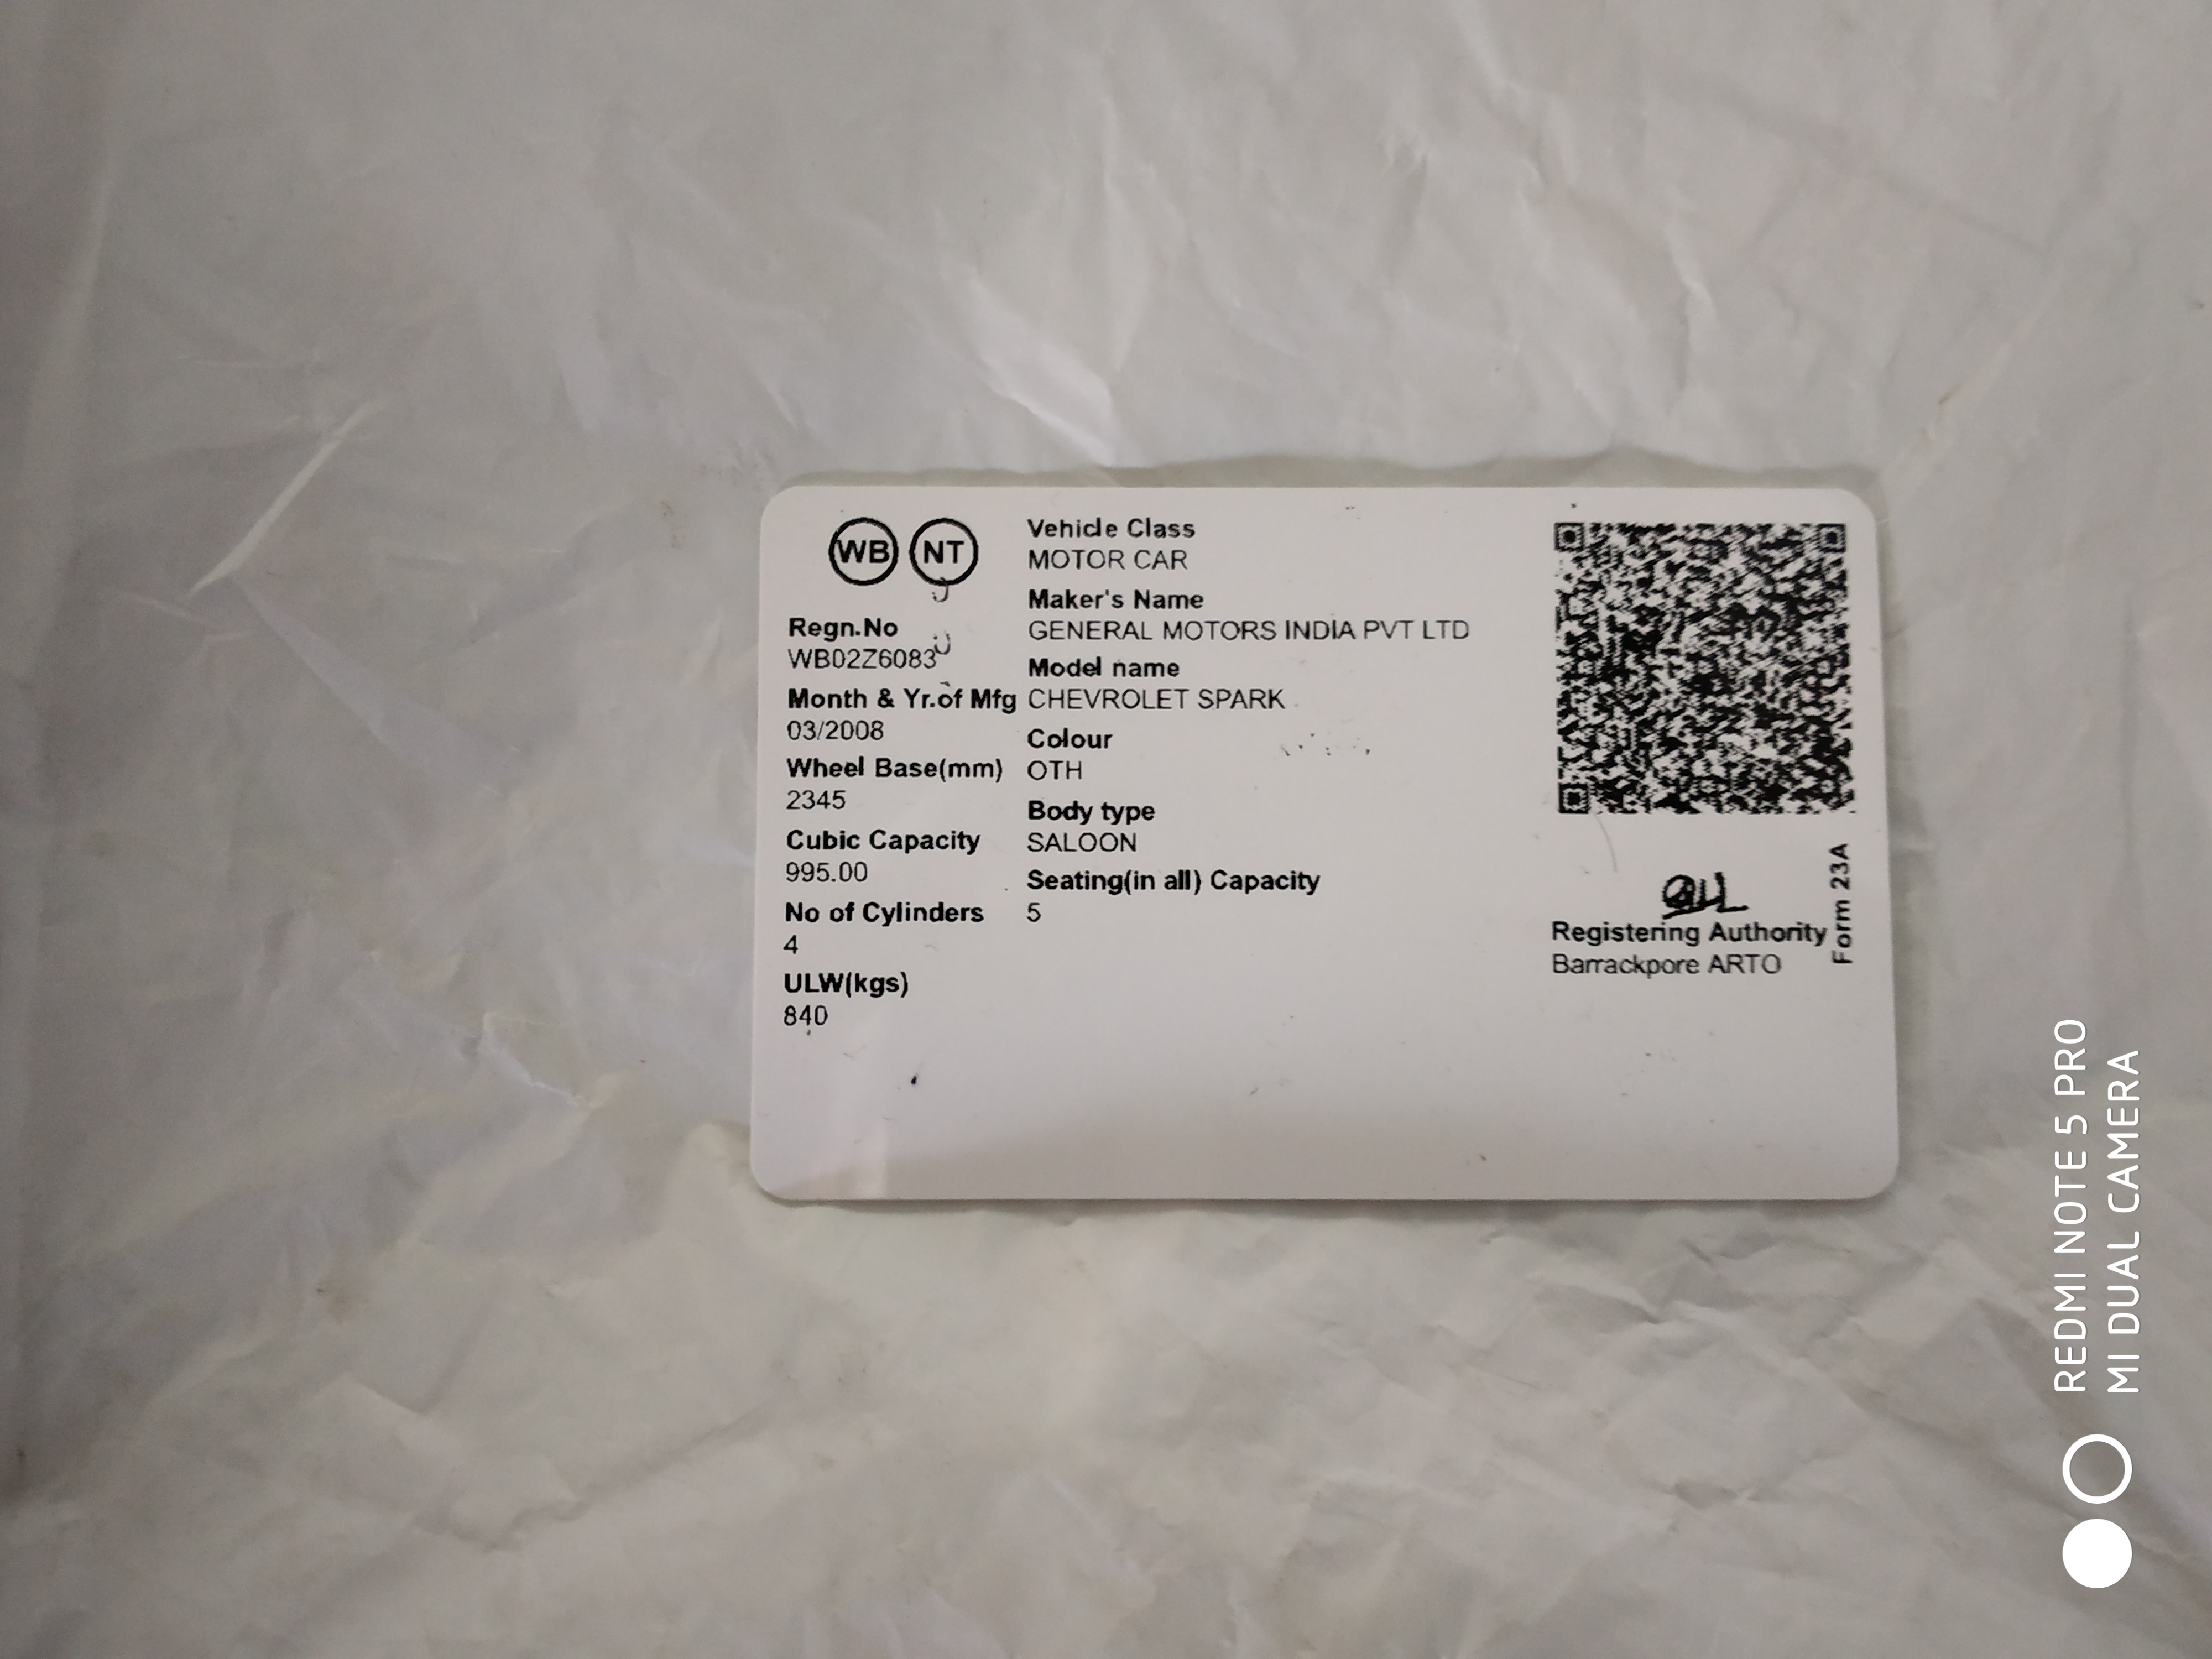 WB NT
Vehicle Class
MOTOR CAR
Maker's Name
GENERAL MOTORS INDIA PVT LTD
Regn.No
WB02Z6083
Model name
CHEVROLET SPARK
Month & Yr.of Mfg
03/2008
Colour
OTH
Wheel Base(mm)
2345
Body type
SALOON
Cubic Capacity
995.00
Seating(in all) Capacity
5
No of Cylinders
4
ULW(kgs)
840
Registering Authority
Barrackpore ARTO
Form 23A
REDMI NOTE 5 PRO
MI DUAL CAMERA